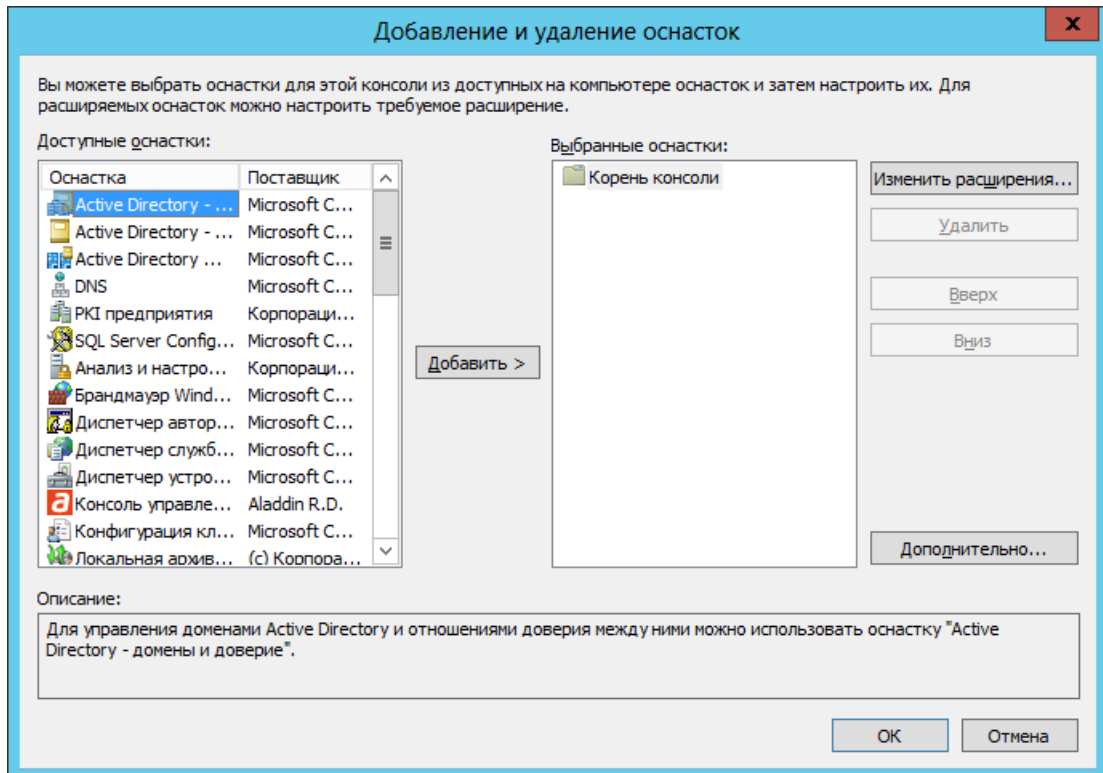 Добавление и удаление оснасток
x
Вы можете выбрать оснастки для этой консоли из доступных на компьютере оснасток и затем настроить их. Для
расширяемых оснасток можно настроить требуемое расширение.
Доступные оснастки:
Оснастка Поставщик
Active Directory - ... Microsoft C...
Active Directory - ... Microsoft C...
Active Directory ... Microsoft C...
DNS Microsoft C...
PKI предприятия Корпораци...
SQL Server Config... Microsoft C...
Анализ и настро... Корпораци...
Брандмауэр Wind... Microsoft C...
Диспетчер автор... Microsoft C...
Диспетчер служб... Microsoft C...
Диспетчер устро... Microsoft C...
Консоль управле... Aladdin R.D.
Конфигурация кл... Microsoft C...
Локальная архив... (c) Корпора...
Добавить >
Выбранные оснастки:
Корень консоли
Изменить расширения...
Удалить
Вверх
Вниз
Дополнительно...
Описание:
Для управления доменами Active Directory и отношениями доверия между ними можно использовать оснастку "Active
Directory - домены и доверие".
ОК
Отмена